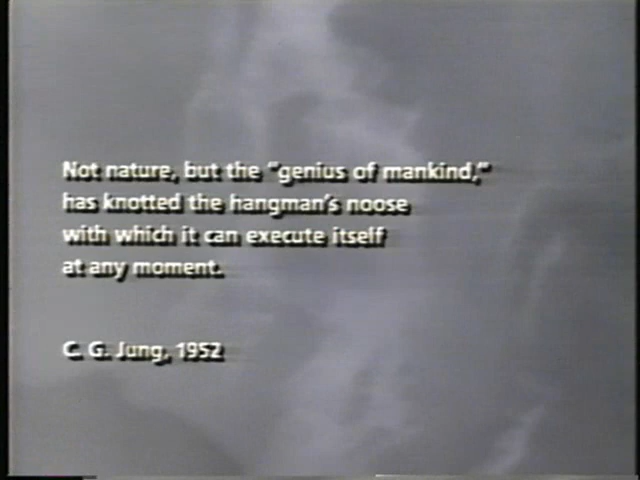 Not nature, but the "genius of mankind,"
has knotted the hangman's noose
with which it can execute itself
at any moment.
C. G. Jung, 1952